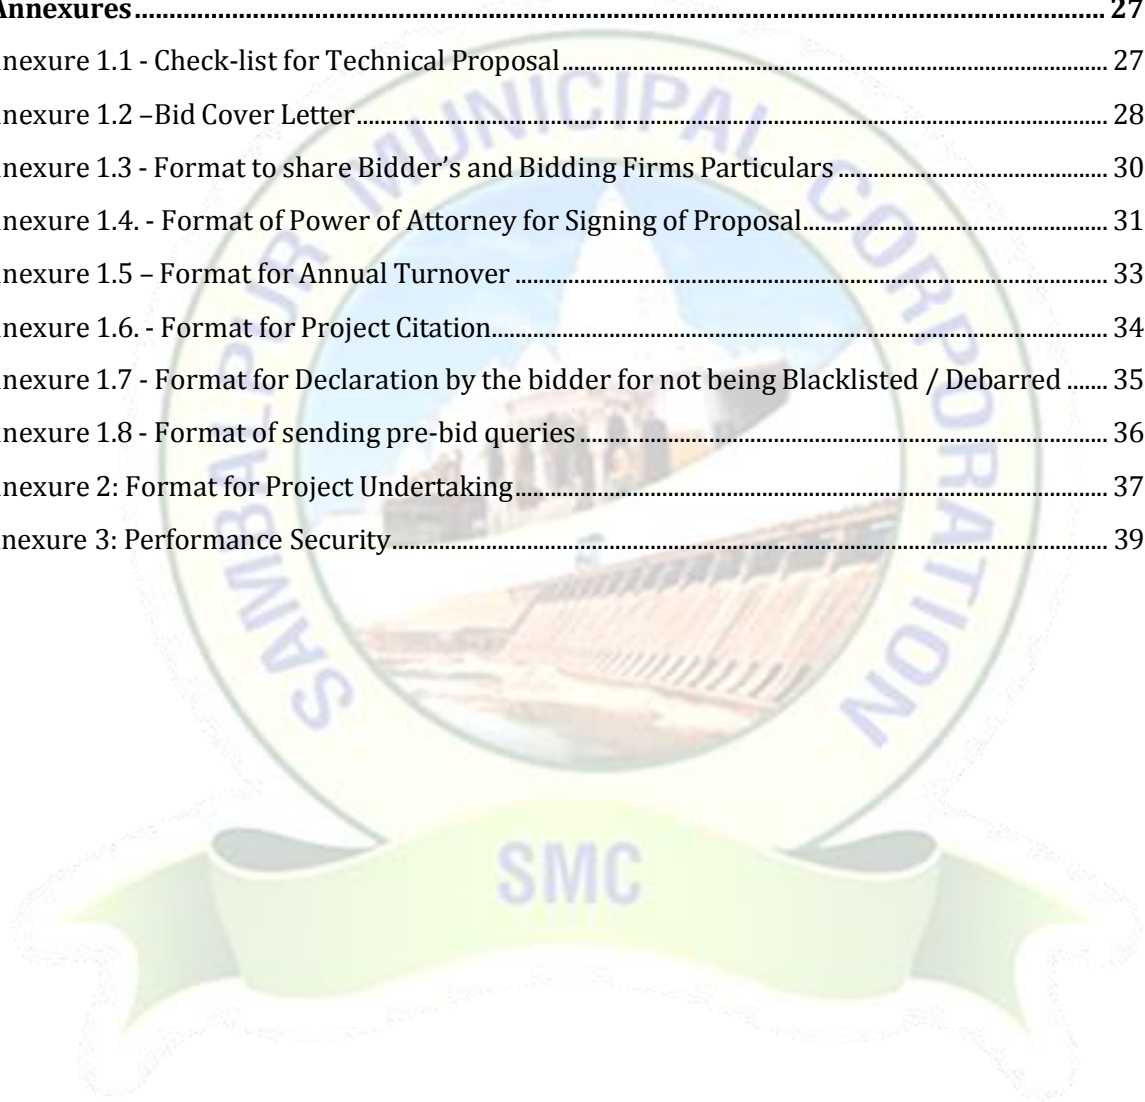 Annexures 27
nexure 1.1 - Check-list for Technical Proposal 27
nexure 1.2 –Bid Cover Letter 28
nexure 1.3 - Format to share Bidder’s and Bidding Firms Particulars 30
nexure 1.4. - Format of Power of Attorney for Signing of Proposal 31
nexure 1.5 – Format for Annual Turnover 33
nexure 1.6. - Format for Project Citation 34
nexure 1.7 - Format for Declaration by the bidder for not being Blacklisted / Debarred 35
nexure 1.8 - Format of sending pre-bid queries 36
nexure 2: Format for Project Undertaking 37
nexure 3: Performance Security 39
SAMBALPUR MUNICIPAL CORPORATION
SMC